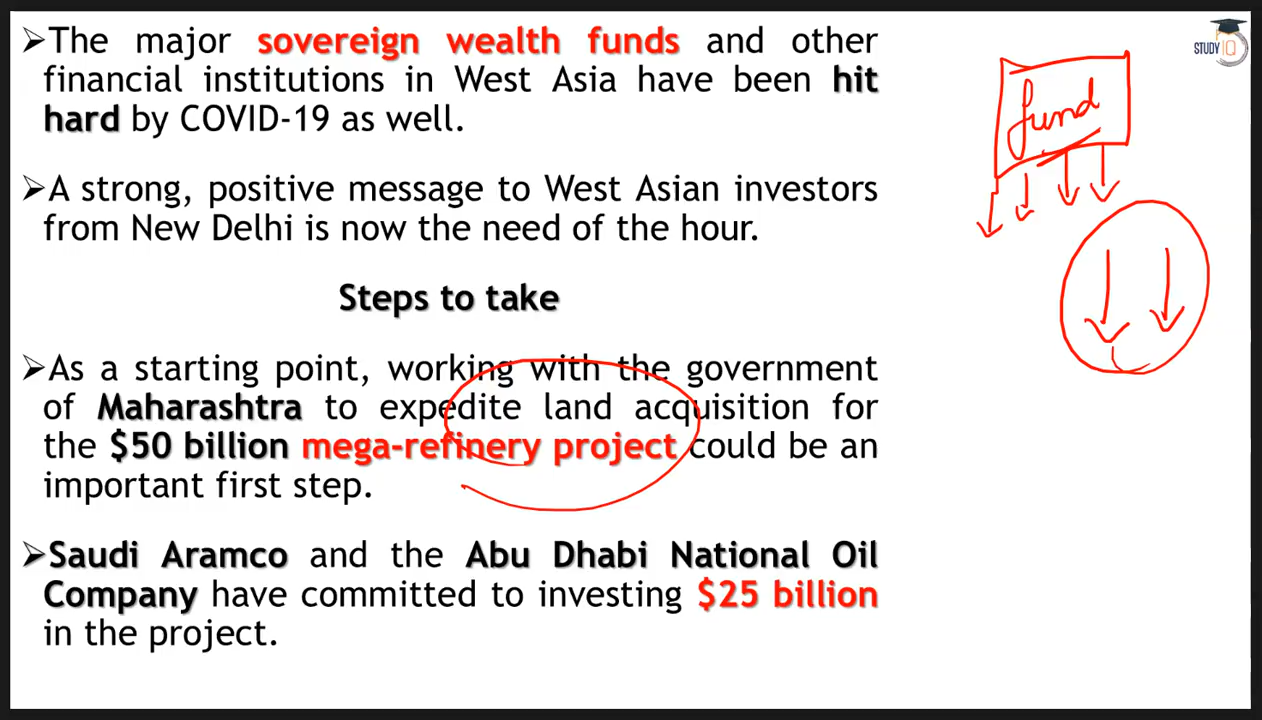 ➢The major sovereign wealth funds and other
financial institutions in West Asia have been hit
hard by COVID-19 as well.
➢A strong, positive message to West Asian investors
from New Delhi is now the need of the hour.
Steps to take
➢As a starting point, working with the government
of Maharashtra to expedite land acquisition for
the $50 billion mega-refinery project could be an
important first step.
➢Saudi Aramco and the Abu Dhabi National Oil
Company have committed to investing $25 billion
in the project.
fund
STUDY IQ